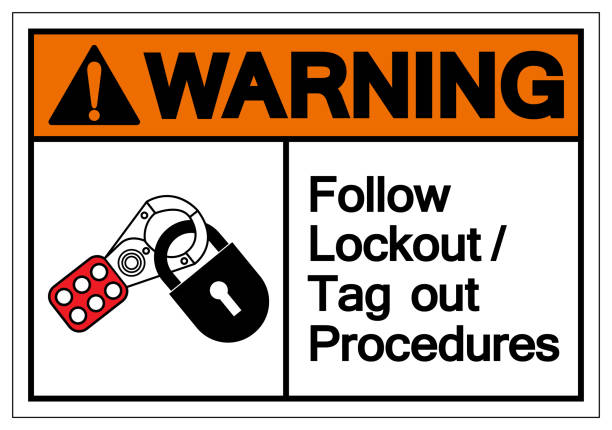 WARNING
Follow
Lockout /
Tag out
Procedures